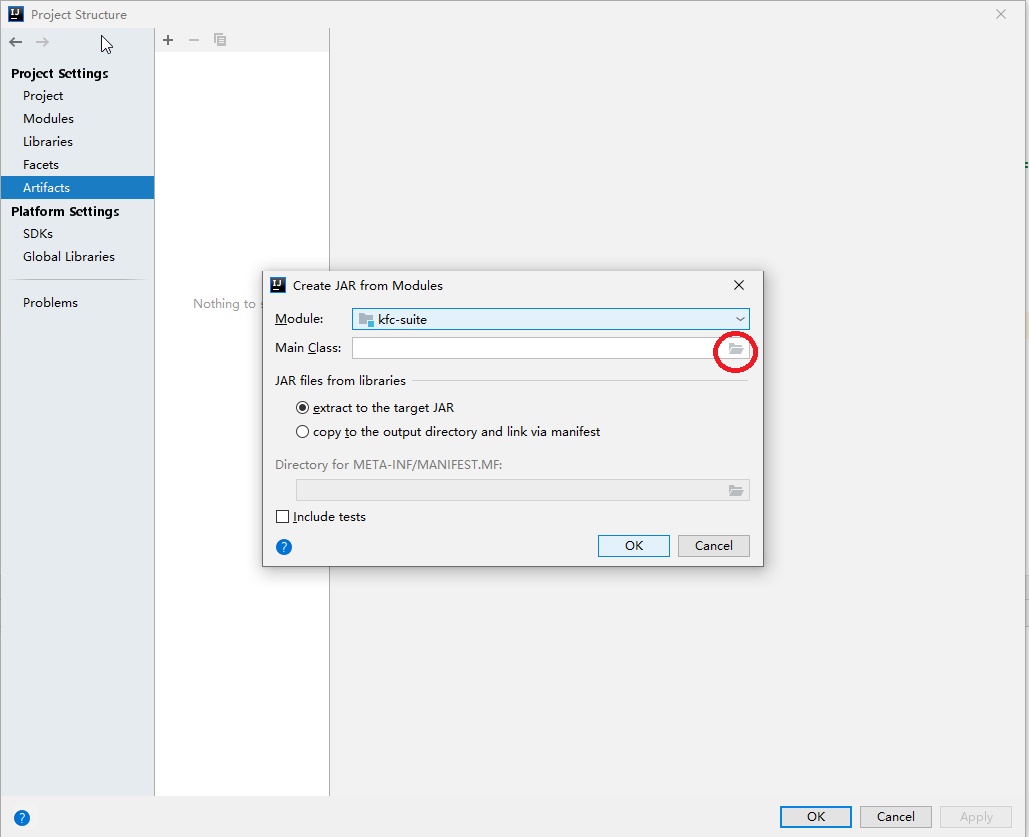 Project Structure
Project Settings
Project
Modules
Libraries
Facets
Artifacts
Platform Settings
SDKs
Global Libraries
Problems
Nothing to
Create JAR from Modules
Module: kfc-suite
Main Class:
JAR files from libraries
extract to the target JAR
copy to the output directory and link via manifest
Directory for META-INF/MANIFEST.MF:
Include tests
? OK Cancel
? OK Cancel Apply